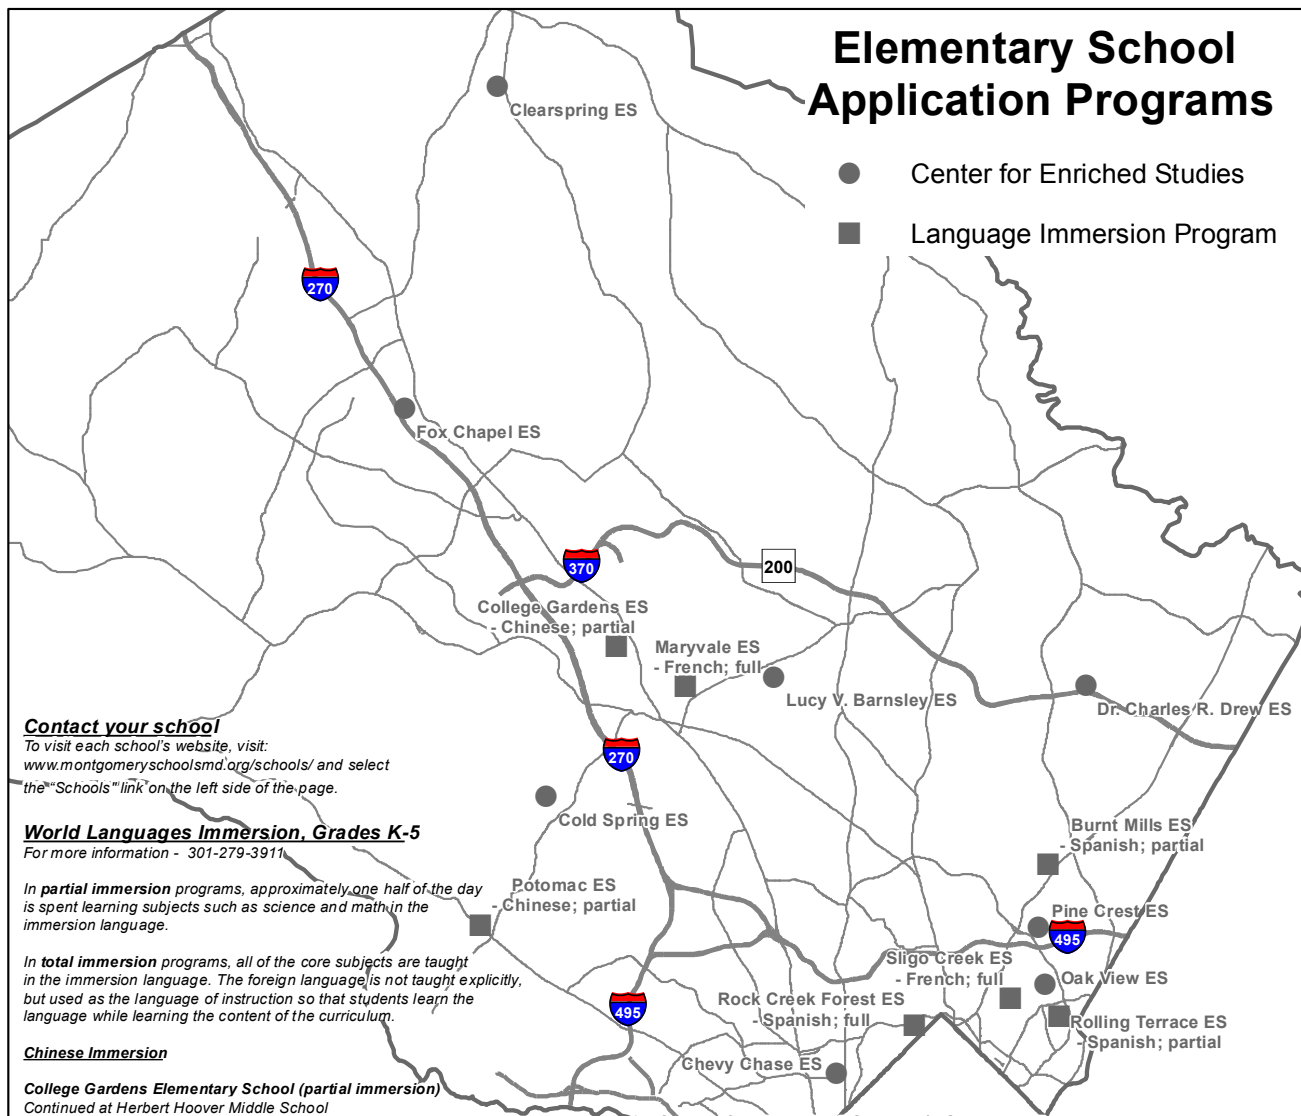 Elementary School
Application Programs
Center for Enriched Studies
Language Immersion Program
Clearspring ES
270
Fox Chapel ES
370
200
College Gardens ES
- Chinese; partial
Maryvale ES
- French; full
Lucy V. Barnsley ES
Dr. Charles R. Drew ES
270
Cold Spring ES
Burnt Mills ES
- Spanish; partial
Potomac ES
- Chinese; partial
Pine Crest ES
495
Sligo Creek ES
- French; full
Oak View ES
Rock Creek Forest ES
- Spanish; full
495
Rolling Terrace ES
- Spanish; partial
Chevy Chase ES
Contact your school
To visit each school's website, visit:
www.montgomeryschoolsmd.org/schools/ and select
the "Schools" link on the left side of the page.
World Languages Immersion, Grades K-5
For more information - 301-279-3911
In partial immersion programs, approximately one half of the day
is spent learning subjects such as science and math in the
immersion language.
In total immersion programs, all of the core subjects are taught
in the immersion language. The foreign language is not taught explicitly,
but used as the language of instruction so that students learn the
language while learning the content of the curriculum.
Chinese Immersion
College Gardens Elementary School (partial immersion)
Continued at Herbert Hoover Middle School